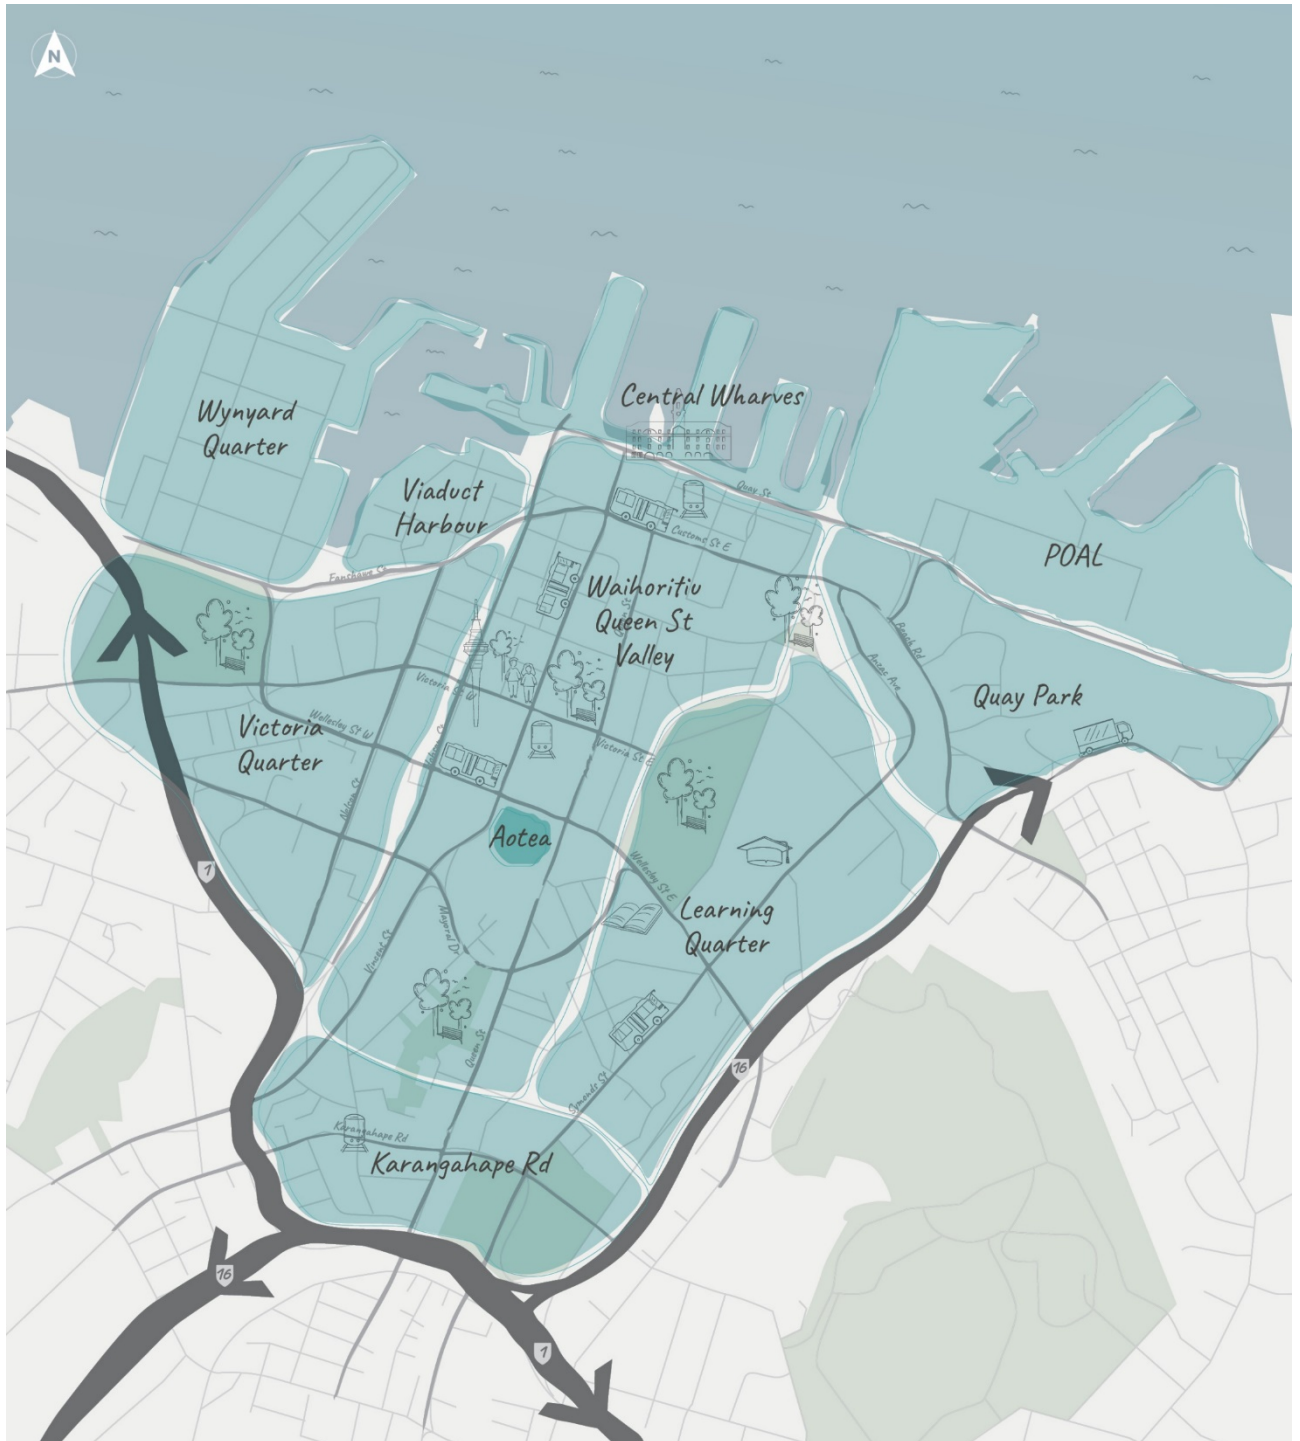 N
Wynyard
Quarter
Central Wharves
Viaduct
Harbour
Quay St
Customs St E
POAL
Fanshawe St
Waihoritiu
Queen St
Valley
Beach Rd
Anzac Ave
Quay Park
Victoria St W
Wellesley St W
Victoria
Quarter
Victoria St E
Nelson St
Aotea
1
Wellesley St E
Learning
Quarter
Mayoral Dr
Vincent St
Queen St
16
Symonds St
Karangahape Rd
Karangahape Rd
16
1